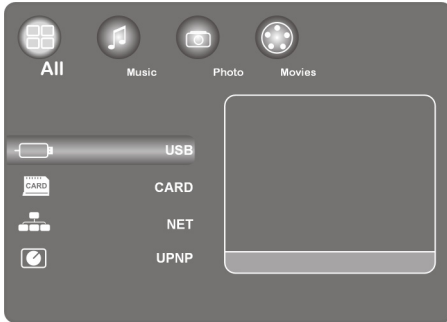 All Music Photo Movies
USB
CARD CARD
NET
UPNP